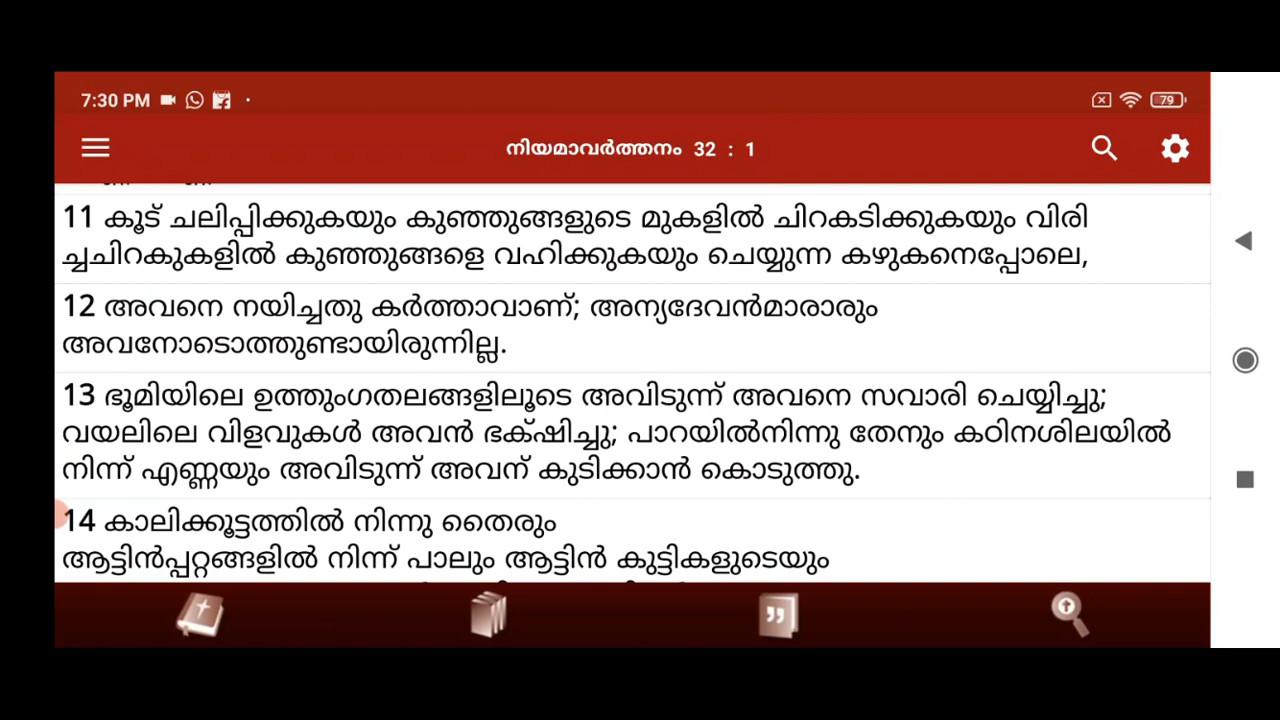 7:30 PM
79
നിയമാവർത്തനം 32 : 1
11 കൂട് ചലിപ്പിക്കുകയും കുഞ്ഞുങ്ങളുടെ മുകളിൽ ചിറകടിക്കുകയും വിരി
ച്ചചിറകുകളിൽ കുഞ്ഞുങ്ങളെ വഹിക്കുകയും ചെയ്യുന്ന കഴുകനെപ്പോലെ,
12 അവനെ നയിച്ചതു കർത്താവാണ്; അന്യദേവൻമാരാരും
അവനോടൊത്തുണ്ടായിരുന്നില്ല.
13 ഭൂമിയിലെ ഉത്തുംഗതലങ്ങളിലൂടെ അവിടുന്ന് അവനെ സവാരി ചെയ്യിച്ചു;
വയലിലെ വിളവുകൾ അവൻ ഭക്‌ഷിച്ചു; പാറയിൽനിന്നു തേനും കഠിനശിലയിൽ
നിന്ന് എണ്ണയും അവിടുന്ന് അവന് കുടിക്കാൻ കൊടുത്തു.
14 കാലിക്കൂട്ടത്തിൽ നിന്നു തൈരും
ആട്ടിൻപ്പറ്റങ്ങളിൽ നിന്ന് പാലും ആട്ടിൻ കുട്ടികളുടെയും